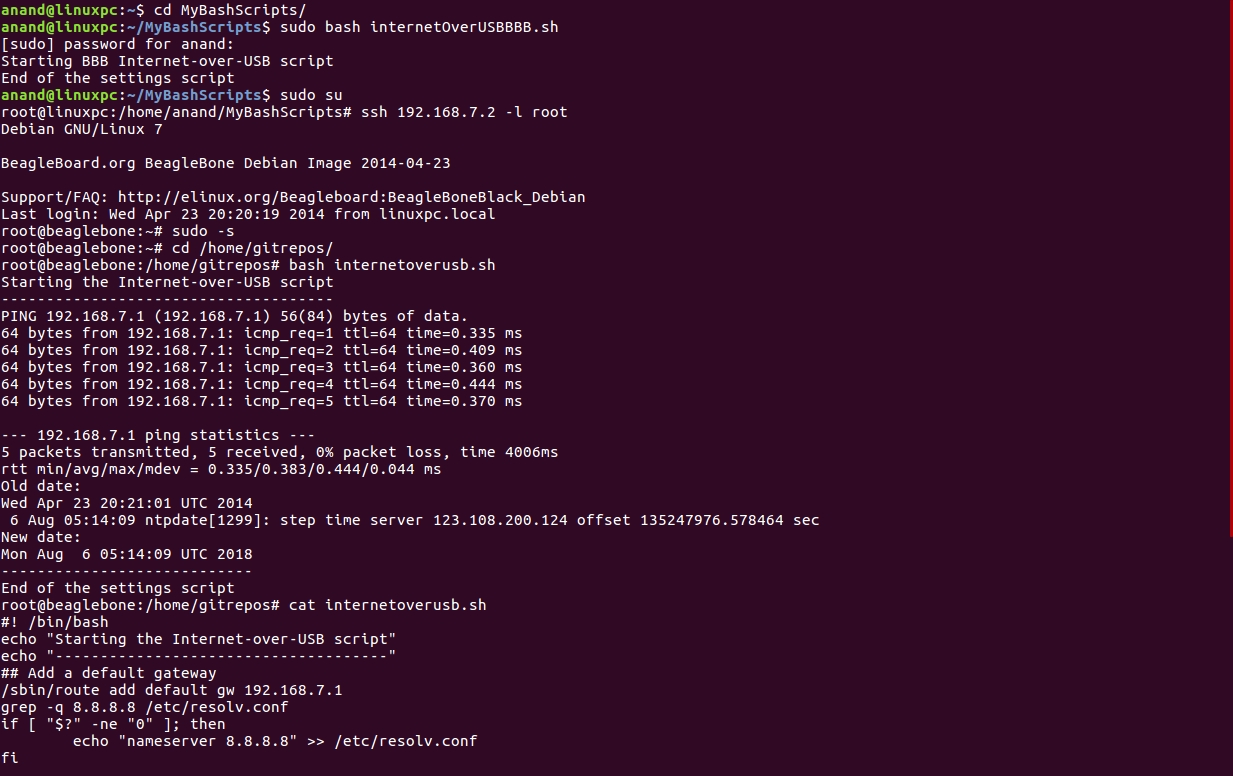 anand@linuxpc:~$ cd MyBashScripts/
anand@linuxpc:~/MyBashScripts$ sudo bash internetOverUSBBBB.sh
[sudo] password for anand:
Starting BBB Internet-over-USB script
End of the settings script
anand@linuxpc:~/MyBashScripts$ sudo su
root@linuxpc:/home/anand/MyBashScripts# ssh 192.168.7.2 -l root
Debian GNU/Linux 7
BeagleBoard.org BeagleBone Debian Image 2014-04-23
Support/FAQ: http://elinux.org/Beagleboard:BeagleBoneBlack_Debian
Last login: Wed Apr 23 20:20:19 2014 from linuxpc.local
root@beaglebone:~# sudo -s
root@beaglebone:~# cd /home/gitrepos/
root@beaglebone:/home/gitrepos# bash internetoverusb.sh
Starting the Internet-over-USB script
-------------------------------------
PING 192.168.7.1 (192.168.7.1) 56(84) bytes of data.
64 bytes from 192.168.7.1: icmp_req=1 ttl=64 time=0.335 ms
64 bytes from 192.168.7.1: icmp_req=2 ttl=64 time=0.409 ms
64 bytes from 192.168.7.1: icmp_req=3 ttl=64 time=0.360 ms
64 bytes from 192.168.7.1: icmp_req=4 ttl=64 time=0.444 ms
64 bytes from 192.168.7.1: icmp_req=5 ttl=64 time=0.370 ms
--- 192.168.7.1 ping statistics ---
5 packets transmitted, 5 received, 0% packet loss, time 4006ms
rtt min/avg/max/mdev = 0.335/0.383/0.444/0.044 ms
Old date:
Wed Apr 23 20:21:01 UTC 2014
 6 Aug 05:14:09 ntpdate[1299]: step time server 123.108.200.124 offset 135247976.578464 sec
New date:
Mon Aug  6 05:14:09 UTC 2018
----------------------------
End of the settings script
root@beaglebone:/home/gitrepos# cat internetoverusb.sh
#! /bin/bash
echo "Starting the Internet-over-USB script"
echo "-------------------------------------"
## Add a default gateway
/sbin/route add default gw 192.168.7.1
grep -q 8.8.8.8 /etc/resolv.conf
if [ "$?" -ne "0" ]; then
        echo "nameserver 8.8.8.8" >> /etc/resolv.conf
fi